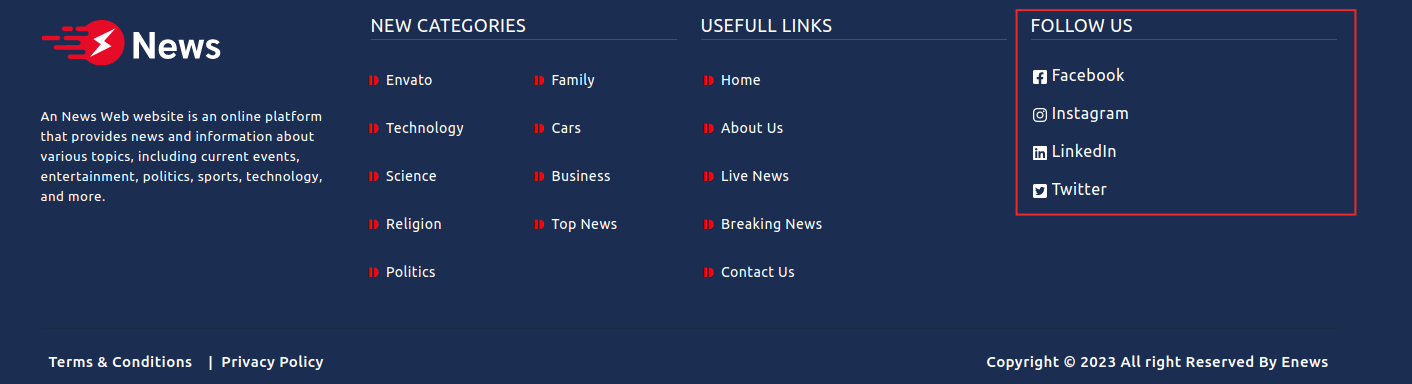 News
An News Web website is an online platform
that provides news and information about
various topics, including current events,
entertainment, politics, sports, technology,
and more.
NEW CATEGORIES
Envato
Family
Technology
Cars
Science
Business
Religion
Top News
Politics
USEFULL LINKS
Home
About Us
Live News
Breaking News
Contact Us
FOLLOW US
Facebook
Instagram
LinkedIn
Twitter
Terms & Conditions | Privacy Policy
Copyright © 2023 All right Reserved By Enews